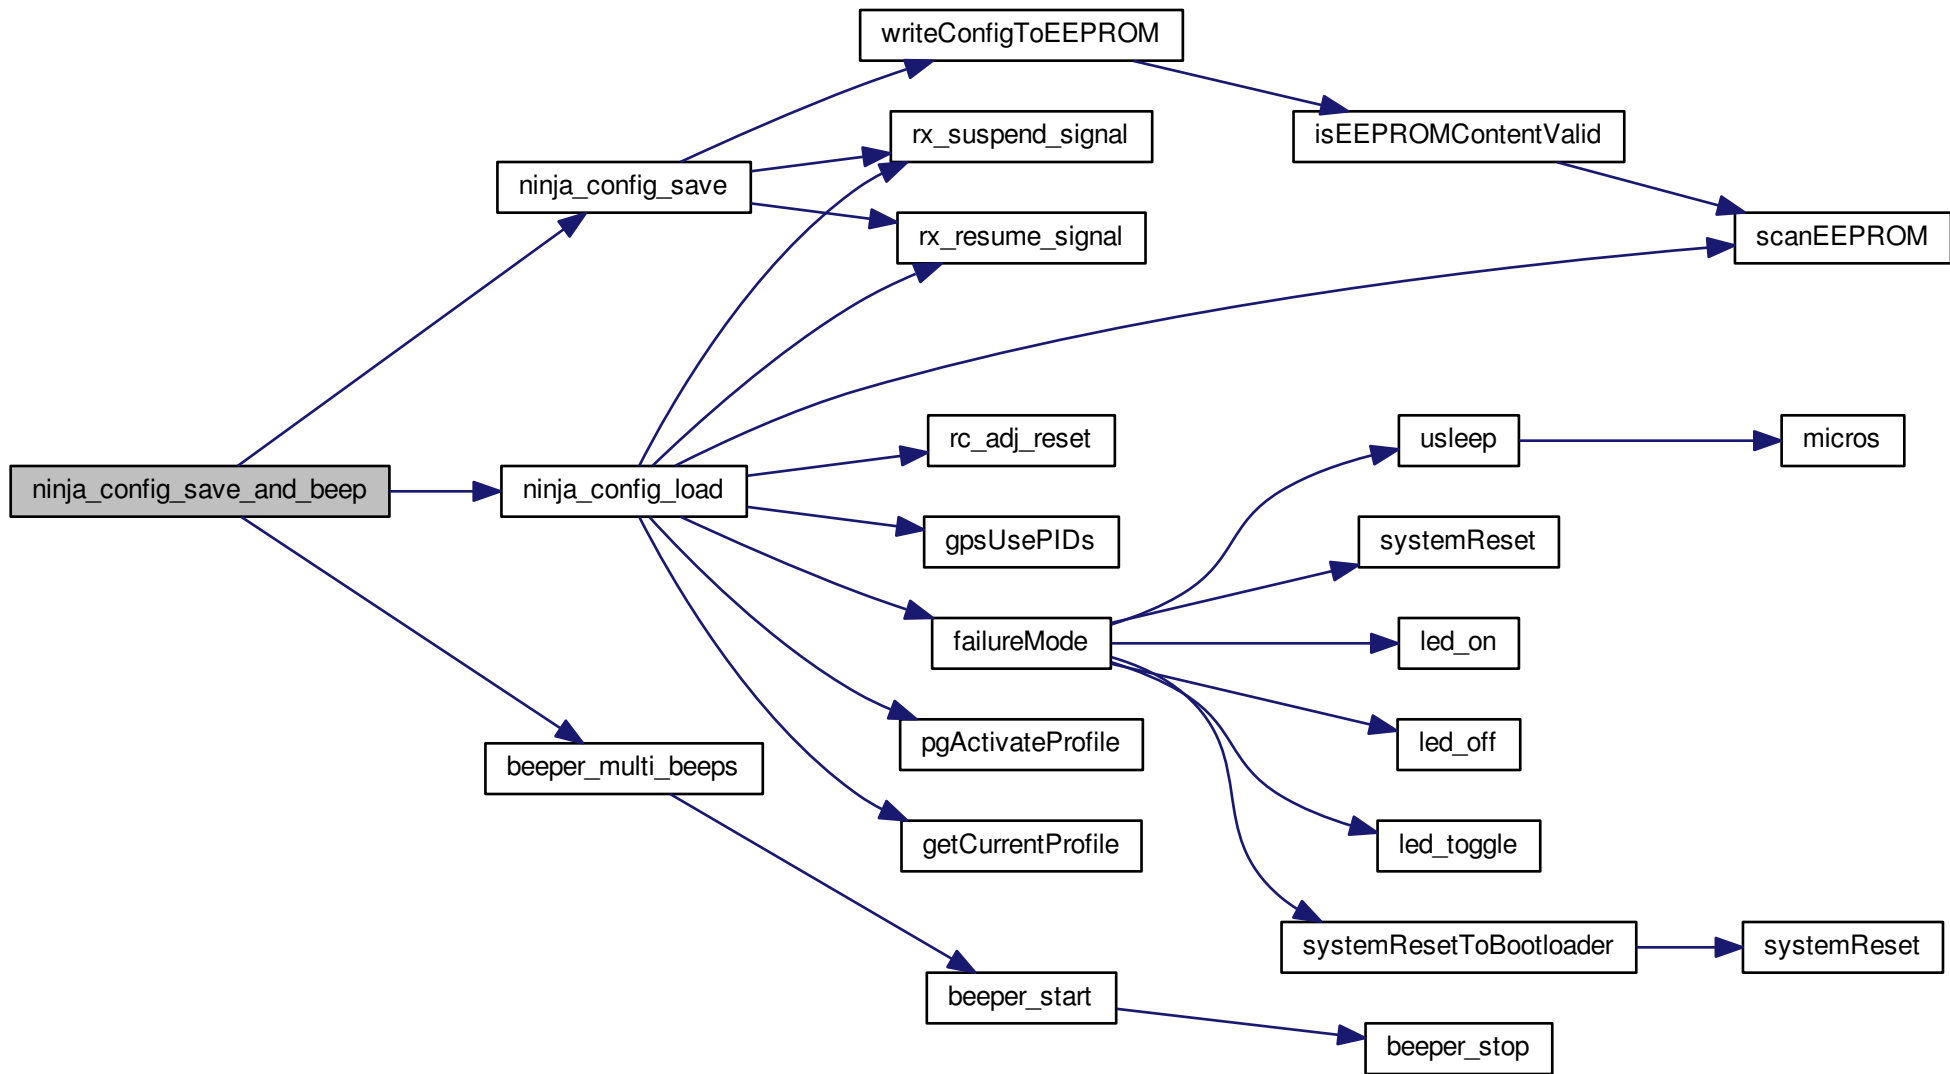 writeConfigToEEPROM
rx_suspend_signal
isEEPROMContentValid
ninja_config_save
rx_resume_signal
scanEEPROM
rc_adj_reset
usleep
micros
ninja_config_save_and_beep
ninja_config_load
gpsUsePIDs
systemReset
failureMode
led_on
pgActivateProfile
led_off
beeper_multi_beeps
getCurrentProfile
led_toggle
systemResetToBootloader
systemReset
beeper_start
beeper_stop